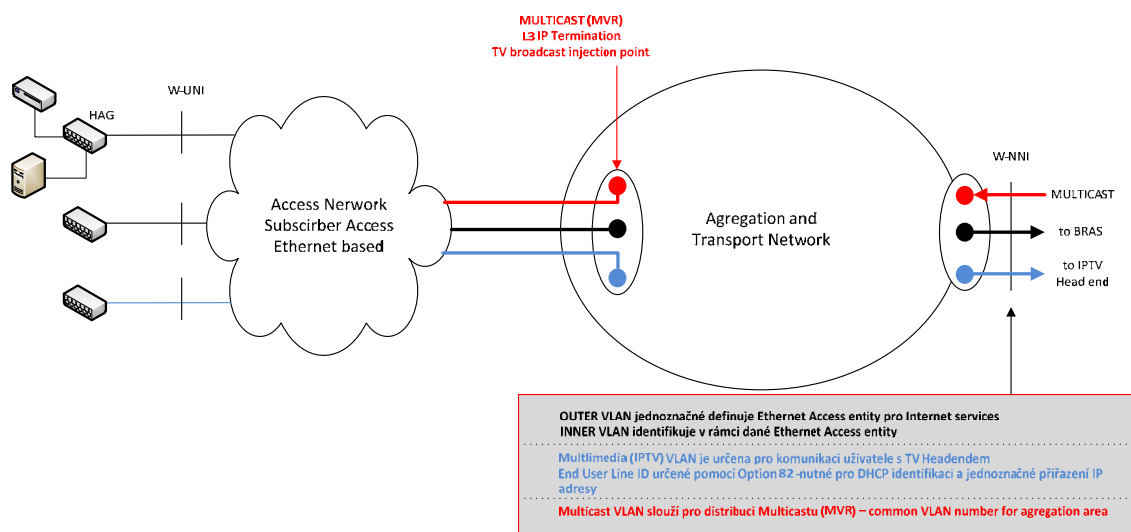 MULTICAST (MVR)
L3 IP Termination
TV broadcast injection point
W-UNI
HAG
W-NNI
Access Network
Subscirber Access
Ethernet based
Agregation and
Transport Network
MULTICAST
to BRAS
to IPTV
Head end
OUTER VLAN jednoznačné definuje Ethernet Access entity pro Internet services
INNER VLAN identifikuje v rámci dané Ethernet Access entity
Multlimedia (IPTV) VLAN je určena pro komunikaci uživatele s TV Headendem
End User Line ID určené pomocí Option 82 -nutné pro DHCP identifikaci a jednoznačné přiřazení IP
adresy
Multicast VLAN slouží pro distribuci Multicastu (MVR) – common VLAN number for agregation area